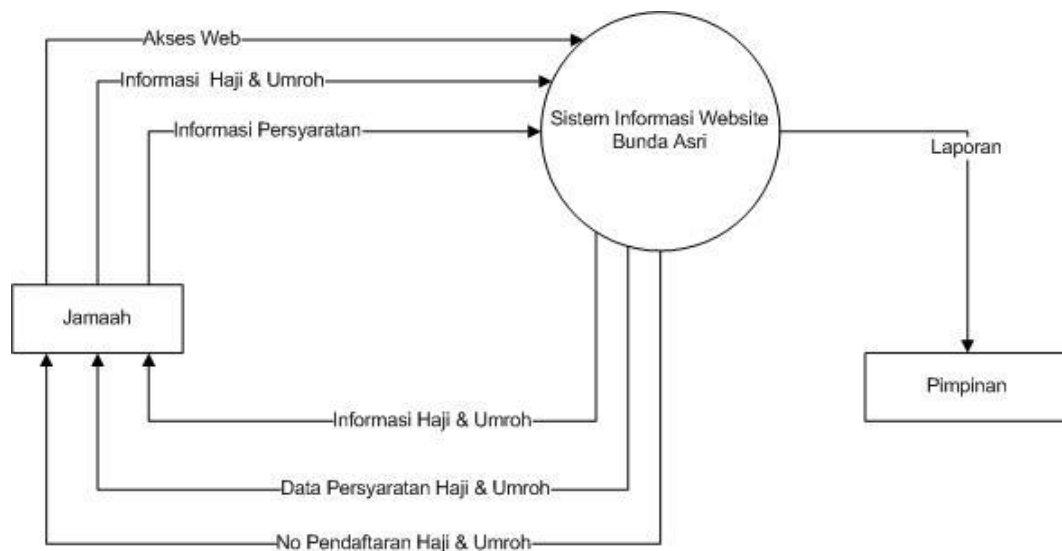 Akses Web
Informasi Haji & Umroh
Informasi Persyaratan
Sistem Informasi Website
Bunda Asri
Laporan
Jamaah
Pimpinan
Informasi Haji & Umroh
Data Persyaratan Haji & Umroh
No Pendaftaran Haji & Umroh